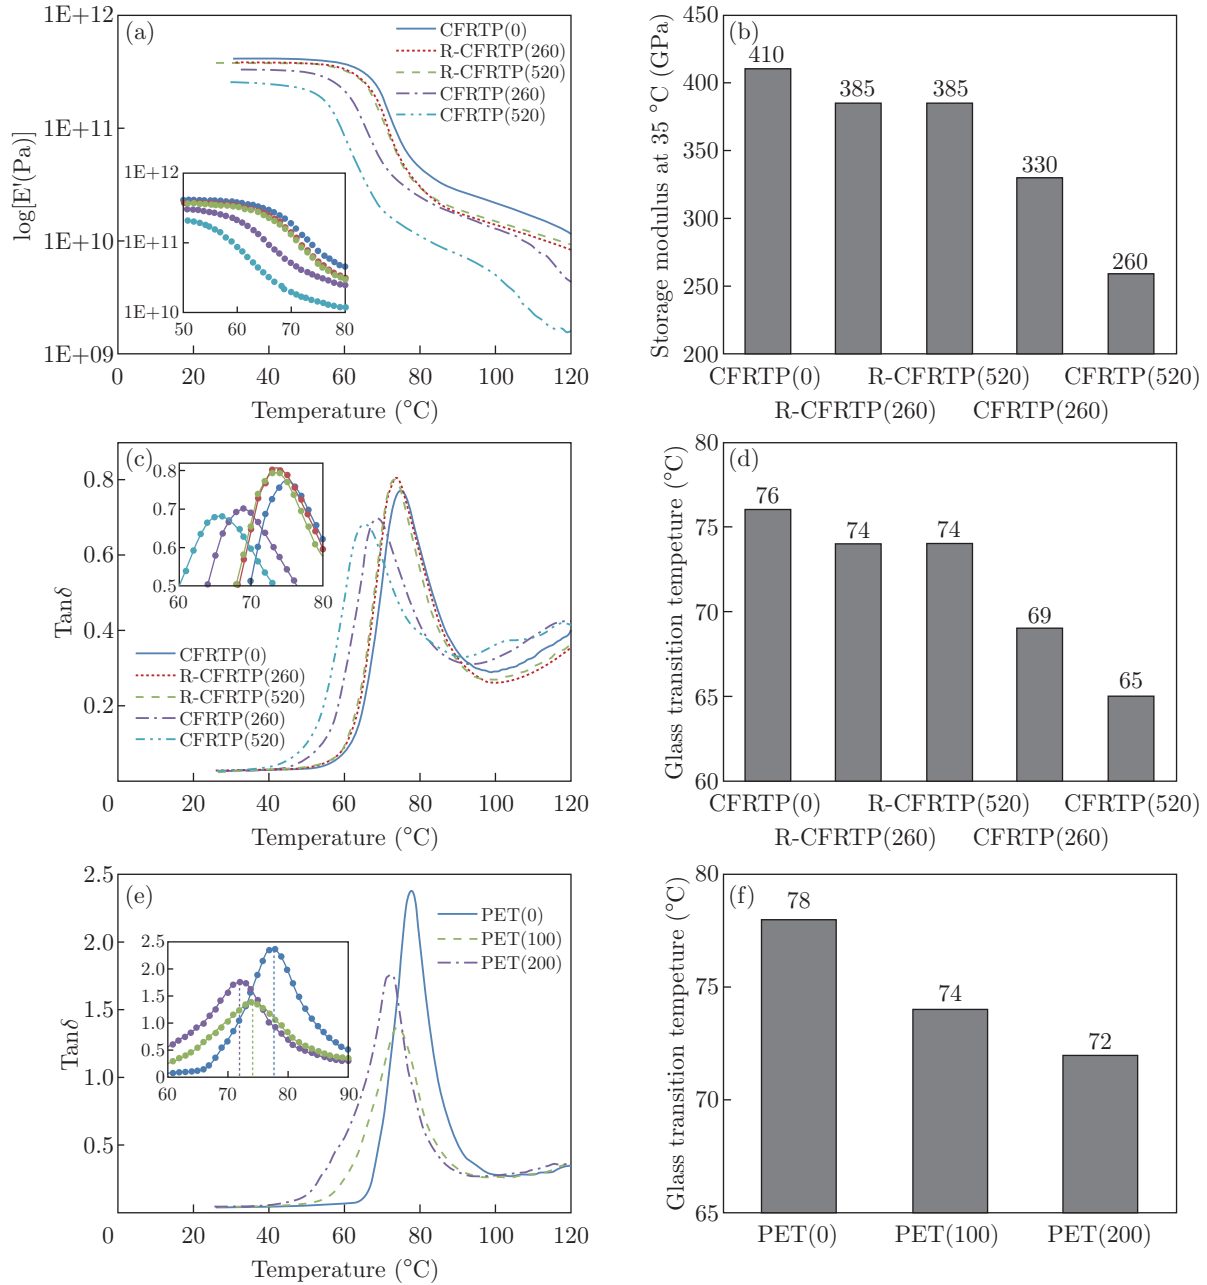 (a)
1E+12
1E+11
1E+10
1E+09
log[E'(Pa)]
CFRTP(0)
R-CFRTP(260)
R-CFRTP(520)
CFRTP(260)
CFRTP(520)
1E+12
1E+11
1E+10
50 60 70 80
0 20 40 60 80 100 120
Temperature (°C)
(b)
Storage modulus at 35 °C (GPa)
450
400
350
300
250
200
410
385
385
330
260
CFRTP(0) R-CFRTP(520) CFRTP(520)
R-CFRTP(260) CFRTP(260)
(c)
Tanδ
0.8
0.6
0.4
0.2
0.8
0.7
0.6
0.5
60 70 80
CFRTP(0)
R-CFRTP(260)
R-CFRTP(520)
CFRTP(260)
CFRTP(520)
0 20 40 60 80 100 120
Temperature (°C)
(d)
Glass transition tempeture (°C)
80
75
70
65
60
76
74
74
69
65
CFRTP(0) R-CFRTP(520) CFRTP(520)
R-CFRTP(260) CFRTP(260)
(e)
Tanδ
2.5
2.0
1.5
1.0
0.5
PET(0)
PET(100)
PET(200)
2.5
2.0
1.5
1.0
0.5
0
60 70 80 90
0 20 40 60 80 100 120
Temperature (°C)
(f)
Glass transition tempeture (°C)
80
75
70
65
78
74
72
PET(0) PET(100) PET(200)